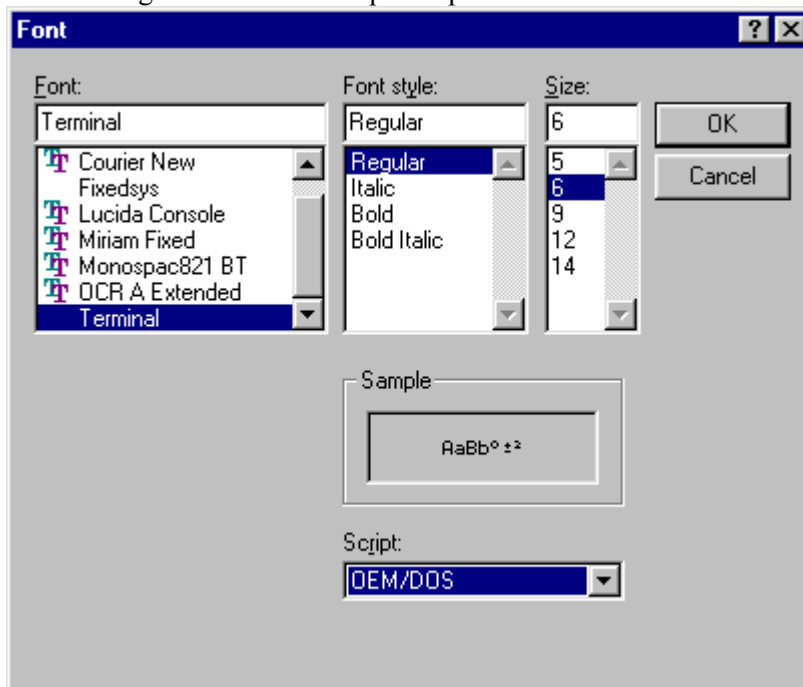 Font
Font:
Terminal
Courier New
Fixedsys
Lucida Console
Miriam Fixed
Monospac821 BT
OCR A Extended
Terminal
Font style:
Regular
Regular
Italic
Bold
Bold Italic
Size:
6
5
6
9
12
14
OK
Cancel
Sample
AaBbº±²
Script:
OEM/DOS